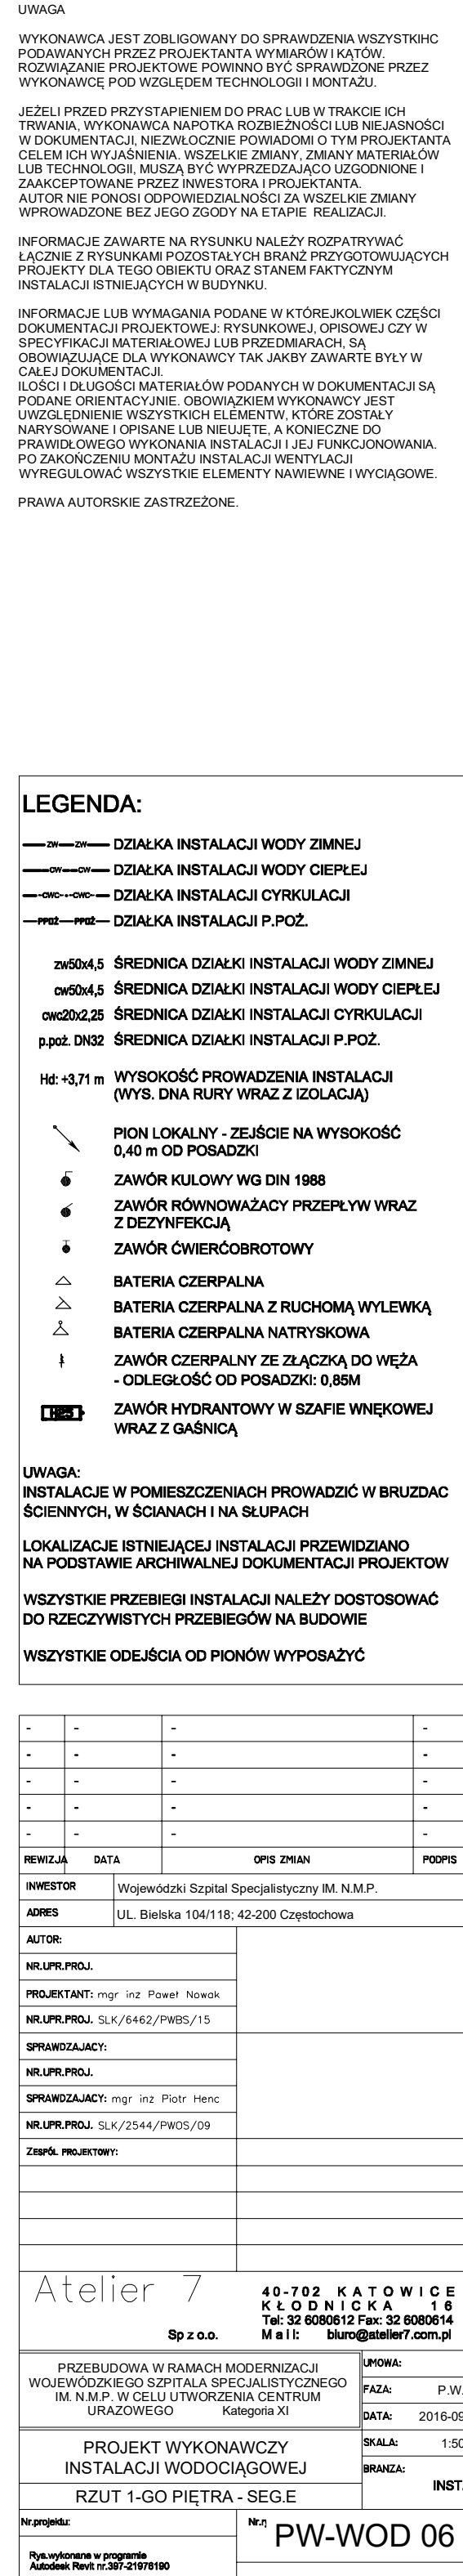 UWAGA
WYKONAWCA JEST ZOBLIGOWANY DO SPRAWDZENIA WSZYSTKIHC
PODAWANYCH PRZEZ PROJEKTANTA WYMIARÓW I KĄTÓW.
ROZWIĄZANIE PROJEKTOWE POWINNO BYĆ SPRAWDZONE PRZEZ
WYKONAWCĘ POD WZGLĘDEM TECHNOLOGII I MONTAŻU.
JEŻELI PRZED PRZYSTAPIENIEM DO PRAC LUB W TRAKCIE ICH
TRWANIA, WYKONAWCA NAPOTKA ROZBIEŻNOŚCI LUB NIEJASNOŚCI
W DOKUMENTACJI, NIEZWŁOCZNIE POWIADOMI O TYM PROJEKTANTA
CELEM ICH WYJAŚNIENIA. WSZELKIE ZMIANY, ZMIANY MATERIAŁÓW
LUB TECHNOLOGII, MUSZĄ BYĆ WYPRZEDZAJĄCO UZGODNIONE I
ZAAKCEPTOWANE PRZEZ INWESTORA I PROJEKTANTA.
AUTOR NIE PONOSI ODPOWIEDZIALNOŚCI ZA WSZELKIE ZMIANY
WPROWADZONE BEZ JEGO ZGODY NA ETAPIE REALIZACJI.
INFORMACJE ZAWARTE NA RYSUNKU NALEŻY ROZPATRYWAĆ
ŁĄCZNIE Z RYSUNKAMI POZOSTAŁYCH BRANŻ PRZYGOTOWUJĄCYCH
PROJEKTY DLA TEGO OBIEKTU ORAZ STANEM FAKTYCZNYM
INSTALACJI ISTNIEJĄCYCH W BUDYNKU.
INFORMACJE LUB WYMAGANIA PODANE W KTÓREJKOLWIEK CZĘŚCI
DOKUMENTACJI PROJEKTOWEJ: RYSUNKOWEJ, OPISOWEJ CZY W
SPECYFIKACJI MATERIAŁOWEJ LUB PRZEDMIARACH, SĄ
OBOWIĄZUJĄCE DLA WYKONAWCY TAK JAKBY ZAWARTE BYŁY W
CAŁEJ DOKUMENTACJI.
ILOŚCI I DŁUGOŚCI MATERIAŁÓW PODANYCH W DOKUMENTACJI SĄ
PODANE ORIENTACYJNIE. OBOWIĄZKIEM WYKONAWCY JEST
UWZGLĘDNIENIE WSZYSTKICH ELEMENTW, KTÓRE ZOSTAŁY
NARYSOWANE I OPISANE LUB NIEUJĘTE, A KONIECZNE DO
PRAWIDŁOWEGO WYKONANIA INSTALACJI I JEJ FUNKCJONOWANIA.
PO ZAKOŃCZENIU MONTAŻU INSTALACJI WENTYLACJI
WYREGULOWAĆ WSZYSTKIE ELEMENTY NAWIEWNE I WYCIĄGOWE.
PRAWA AUTORSKIE ZASTRZEŻONE.
LEGENDA:
ZW ZW DZIAŁKA INSTALACJI WODY ZIMNEJ
CW CW DZIAŁKA INSTALACJI WODY CIEPŁEJ
CWC CWC DZIAŁKA INSTALACJI CYRKULACJI
PPOŻ PPOŻ DZIAŁKA INSTALACJI P.POŻ.
zw50x4,5 ŚREDNICA DZIAŁKI INSTALACJI WODY ZIMNEJ
cw50x4,5 ŚREDNICA DZIAŁKI INSTALACJI WODY CIEPŁEJ
cwc20x2,25 ŚREDNICA DZIAŁKI INSTALACJI CYRKULACJI
p.poż. DN32 ŚREDNICA DZIAŁKI INSTALACJI P.POŻ.
Hd: +3,71 m WYSOKOŚĆ PROWADZENIA INSTALACJI
(WYS. DNA RURY WRAZ Z IZOLACJĄ)
PION LOKALNY - ZEJŚCIE NA WYSOKOŚĆ
0,40 m OD POSADZKI
ZAWÓR KULOWY WG DIN 1988
ZAWÓR RÓWNOWAŻACY PRZEPŁYW WRAZ
Z DEZYNFEKCJĄ
ZAWÓR ĆWIERĆOBROTOWY
BATERIA CZERPALNA
BATERIA CZERPALNA Z RUCHOMĄ WYLEWKĄ
BATERIA CZERPALNA NATRYSKOWA
ZAWÓR CZERPALNY ZE ZŁĄCZKĄ DO WĘŻA
- ODLEGŁOŚĆ OD POSADZKI: 0,85M
H25 ZAWÓR HYDRANTOWY W SZAFIE WNĘKOWEJ
WRAZ Z GAŚNICĄ
UWAGA:
INSTALACJE W POMIESZCZENIACH PROWADZIĆ W BRUZDAC
ŚCIENNYCH, W ŚCIANACH I NA SŁUPACH
LOKALIZACJE ISTNIEJĄCEJ INSTALACJI PRZEWIDZIANO
NA PODSTAWIE ARCHIWALNEJ DOKUMENTACJI PROJEKTOW
WSZYSTKIE PRZEBIEGI INSTALACJI NALEŻY DOSTOSOWAĆ
DO RZECZYWISTYCH PRZEBIEGÓW NA BUDOWIE
WSZYSTKIE ODEJŚCIA OD PIONÓW WYPOSAŻYĆ
- - - -
- - - -
- - - -
- - - -
- - - -
REWIZJA DATA OPIS ZMIAN PODPIS
INWESTOR Wojewódzki Szpital Specjalistyczny IM. N.M.P.
ADRES UL. Bielska 104/118; 42-200 Częstochowa
AUTOR:
NR.UPR.PROJ.
PROJEKTANT: mgr inż Paweł Nowak
NR.UPR.PROJ. SLK/6462/PWBS/15
SPRAWDZAJACY:
NR.UPR.PROJ.
SPRAWDZAJACY: mgr inż Piotr Henc
NR.UPR.PROJ. SLK/2544/PWOS/09
ZESPÓŁ PROJEKTOWY:
Atelier 7
Sp z o.o.
40-702 KATOWICE
KŁODNICKA 16
Tel: 32 6080612 Fax: 32 6080614
Mail: biuro@atelier7.com.pl
PRZEBUDOWA W RAMACH MODERNIZACJI
WOJEWÓDZKIEGO SZPITALA SPECJALISTYCZNEGO
IM. N.M.P. W CELU UTWORZENIA CENTRUM
URAZOWEGO Kategoria XI
UMOWA:
FAZA: P.W.
DATA: 2016-09
SKALA: 1:50
BRANZA:
INST.
PROJEKT WYKONAWCZY
INSTALACJI WODOCIĄGOWEJ
RZUT 1-GO PIĘTRA - SEG.E
Nr.projektu:
Rys.wykonane w programie
Autodesk Revit nr.397-21976190
Nr.r
PW-WOD 06